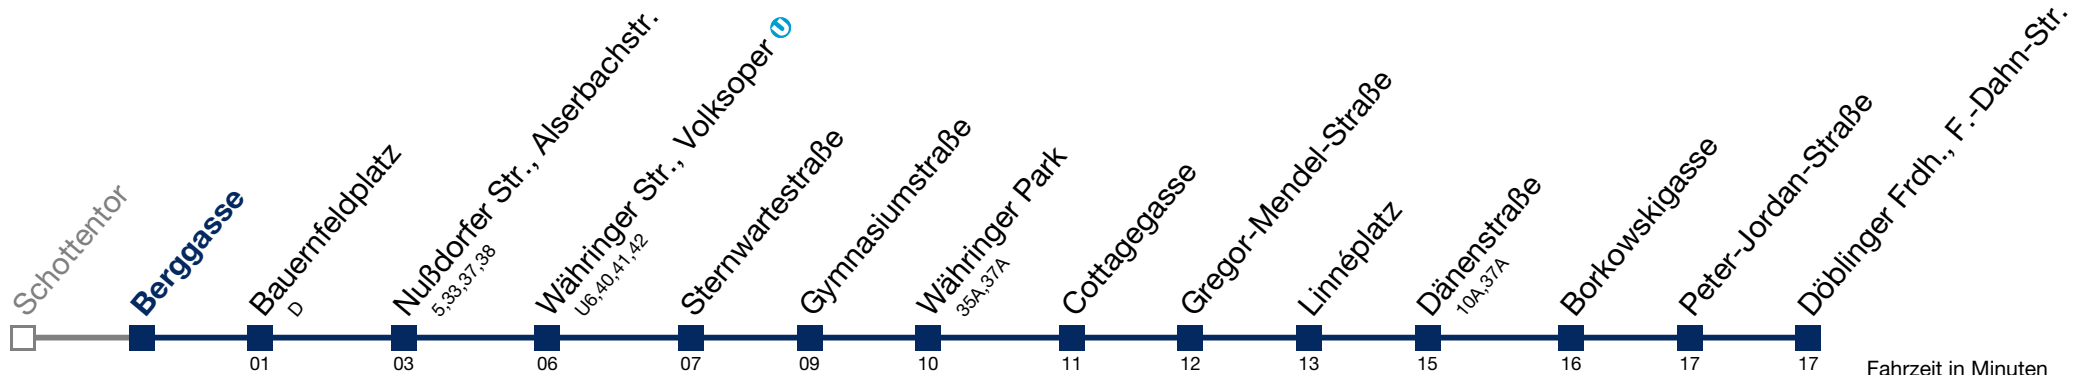 Schottentor
Berggasse
Bauernfeldplatz
D
Nußdorfer Str., Alserbachstr.
5,33,37,38
Währinger Str., Volksoper U
U6,40,41,42
Sternwartestraße
Gymnasiumstraße
Währinger Park
35A,37A
Cottagegasse
Gregor-Mendel-Straße
Linnéplatz
Dänenstraße
10A,37A
Borkowskigasse
Peter-Jordan-Straße
Döblinger Frdh., F.-Dahn-Str.
01 03 06 07 09 10 11 12 13 15 16 17 17
Fahrzeit in Minuten